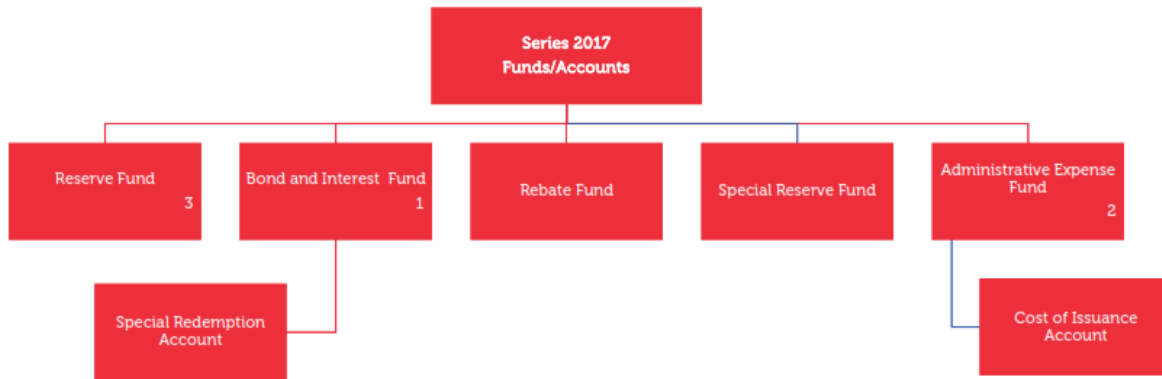 Series 2017
Funds/Accounts
Reserve Fund
3
Bond and Interest Fund
1
Rebate Fund
Special Reserve Fund
Administrative Expense
Fund
2
Special Redemption
Account
Cost of Issuance
Account